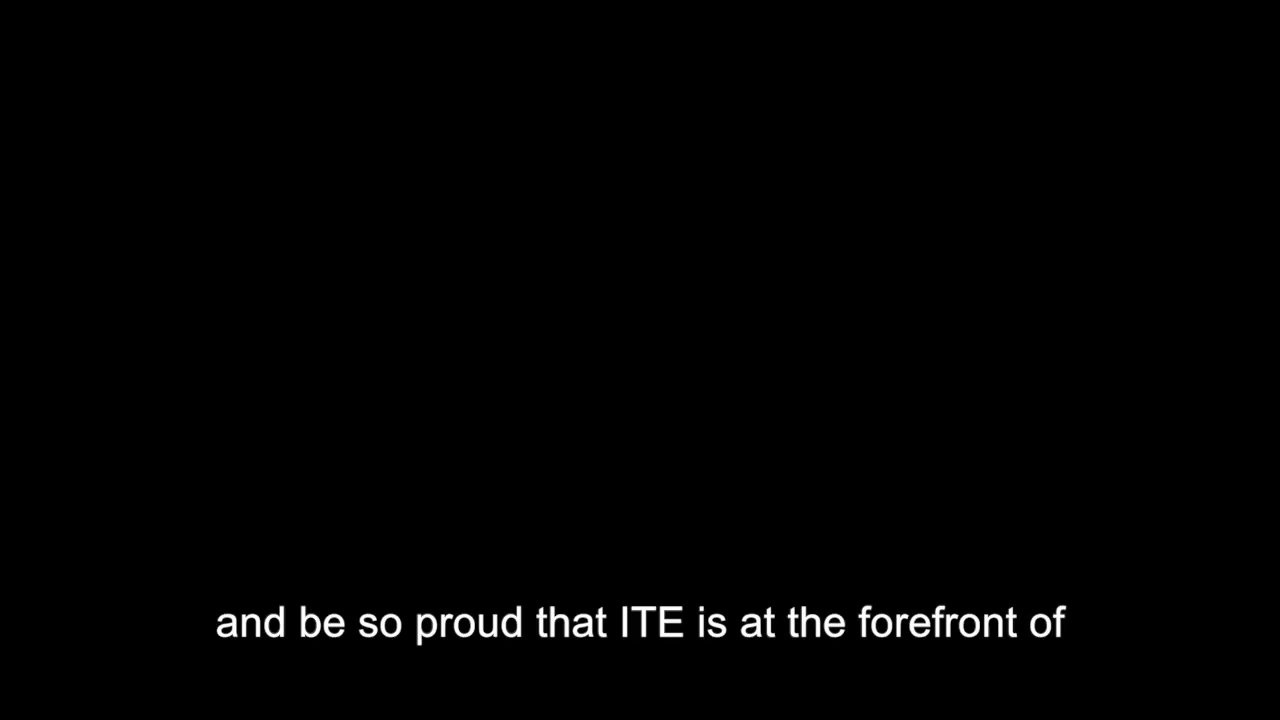 and be so proud that ITE is at the forefront of